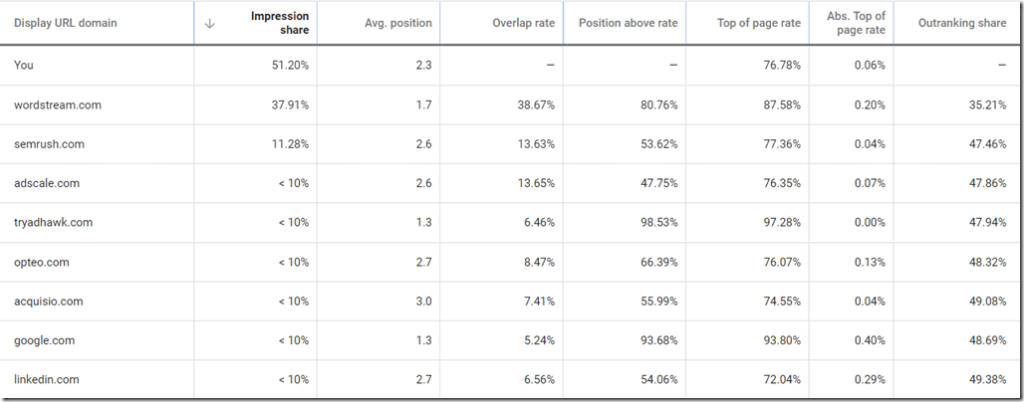 Display URL domain ↓ Impression share Avg. position Overlap rate Position above rate Top of page rate Abs. Top of page rate Outranking share
You 51.20% 2.3 — — 76.78% 0.06% —
wordstream.com 37.91% 1.7 38.67% 80.76% 87.58% 0.20% 35.21%
semrush.com 11.28% 2.6 13.63% 53.62% 77.36% 0.04% 47.46%
adscale.com < 10% 2.6 13.65% 47.75% 76.35% 0.07% 47.86%
tryadhawk.com < 10% 1.3 6.46% 98.53% 97.28% 0.00% 47.94%
opteo.com < 10% 2.7 8.47% 66.39% 76.07% 0.13% 48.32%
acquisio.com < 10% 3.0 7.41% 55.99% 74.55% 0.04% 49.08%
google.com < 10% 1.3 5.24% 93.68% 93.80% 0.40% 48.69%
linkedin.com < 10% 2.7 6.56% 54.06% 72.04% 0.29% 49.38%